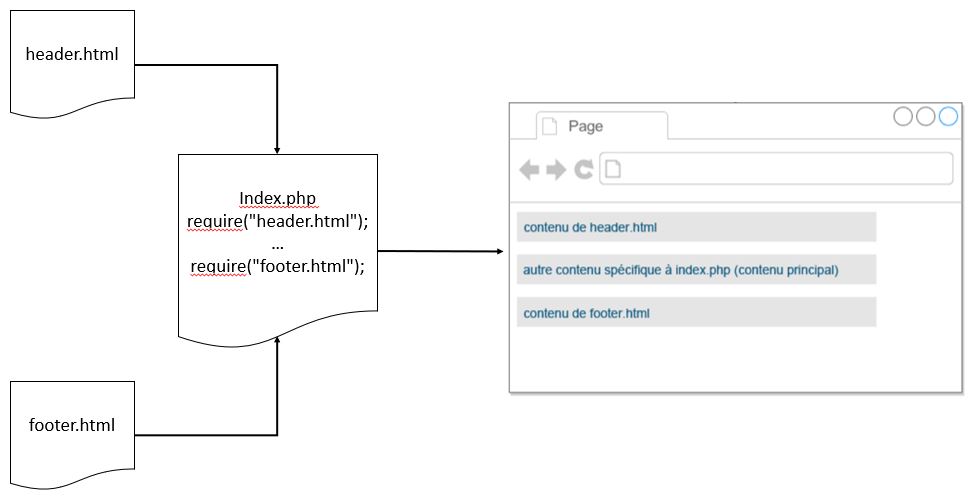 header.html
Index.php
require("header.html");
...
require("footer.html");
footer.html
Page
contenu de header.html
autre contenu spécifique à index.php (contenu principal)
contenu de footer.html